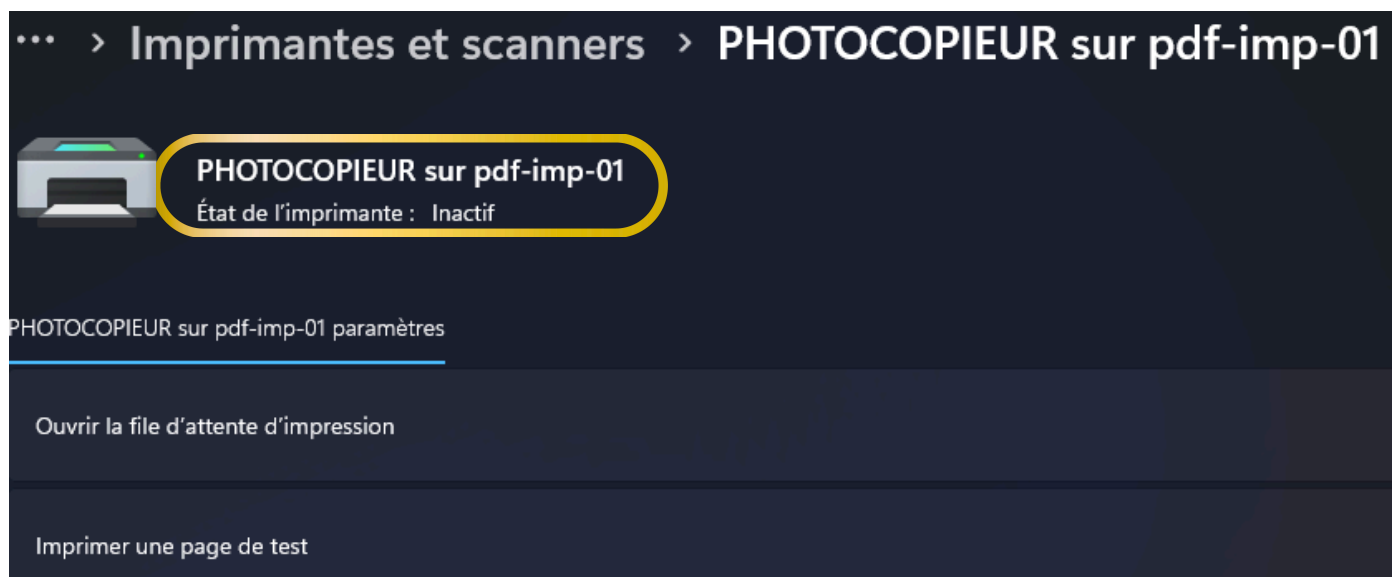 ... > Imprimantes et scanners > PHOTOCOPIEUR sur pdf-imp-01
PHOTOCOPIEUR sur pdf-imp-01
État de l'imprimante : Inactif
PHOTOCOPIEUR sur pdf-imp-01 paramètres
Ouvrir la file d'attente d'impression
Imprimer une page de test